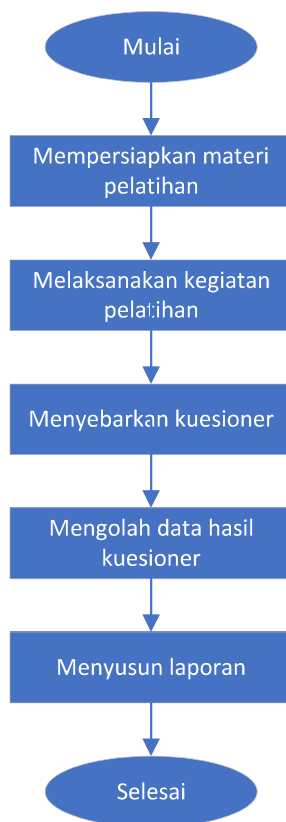 Mulai
Mempersiapkan materi
pelatihan
Melaksanakan kegiatan
pelatihan
Menyebarkan kuesioner
Mengolah data hasil
kuesioner
Menyusun laporan
Selesai